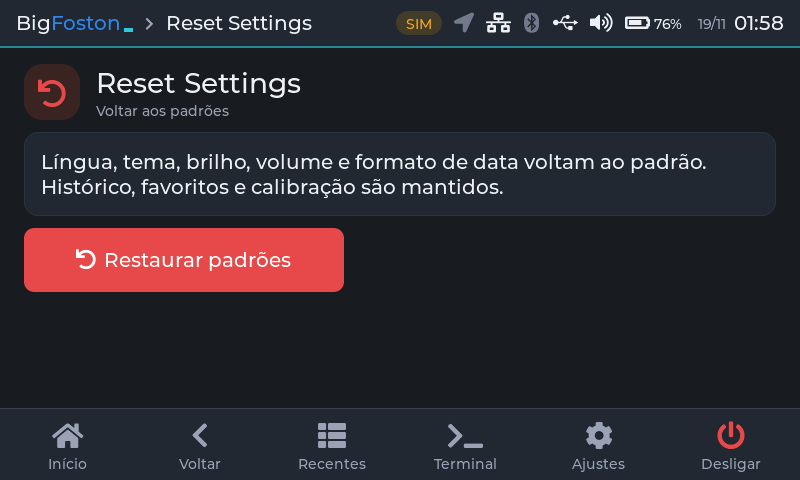 BigFoston_ > Reset Settings
SIM 76% 19/11 01:58
Reset Settings
Voltar aos padrões
Língua, tema, brilho, volume e formato de data voltam ao padrão.
Histórico, favoritos e calibração são mantidos.
Restaurar padrões
Início Voltar Recentes Terminal Ajustes Desligar